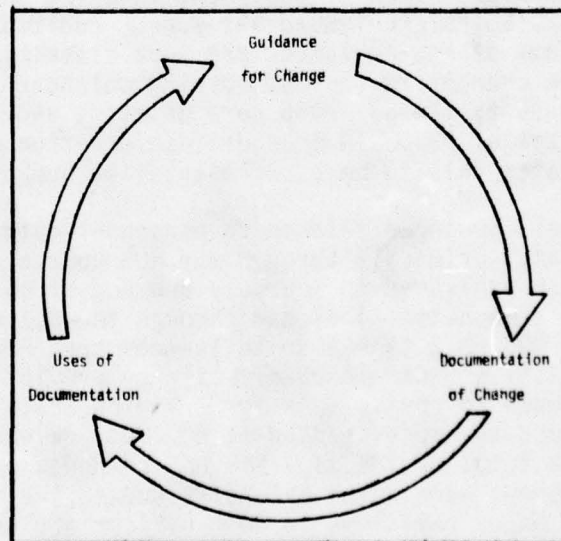 Guidance
for Change
Documentation
of Change
Uses of
Documentation